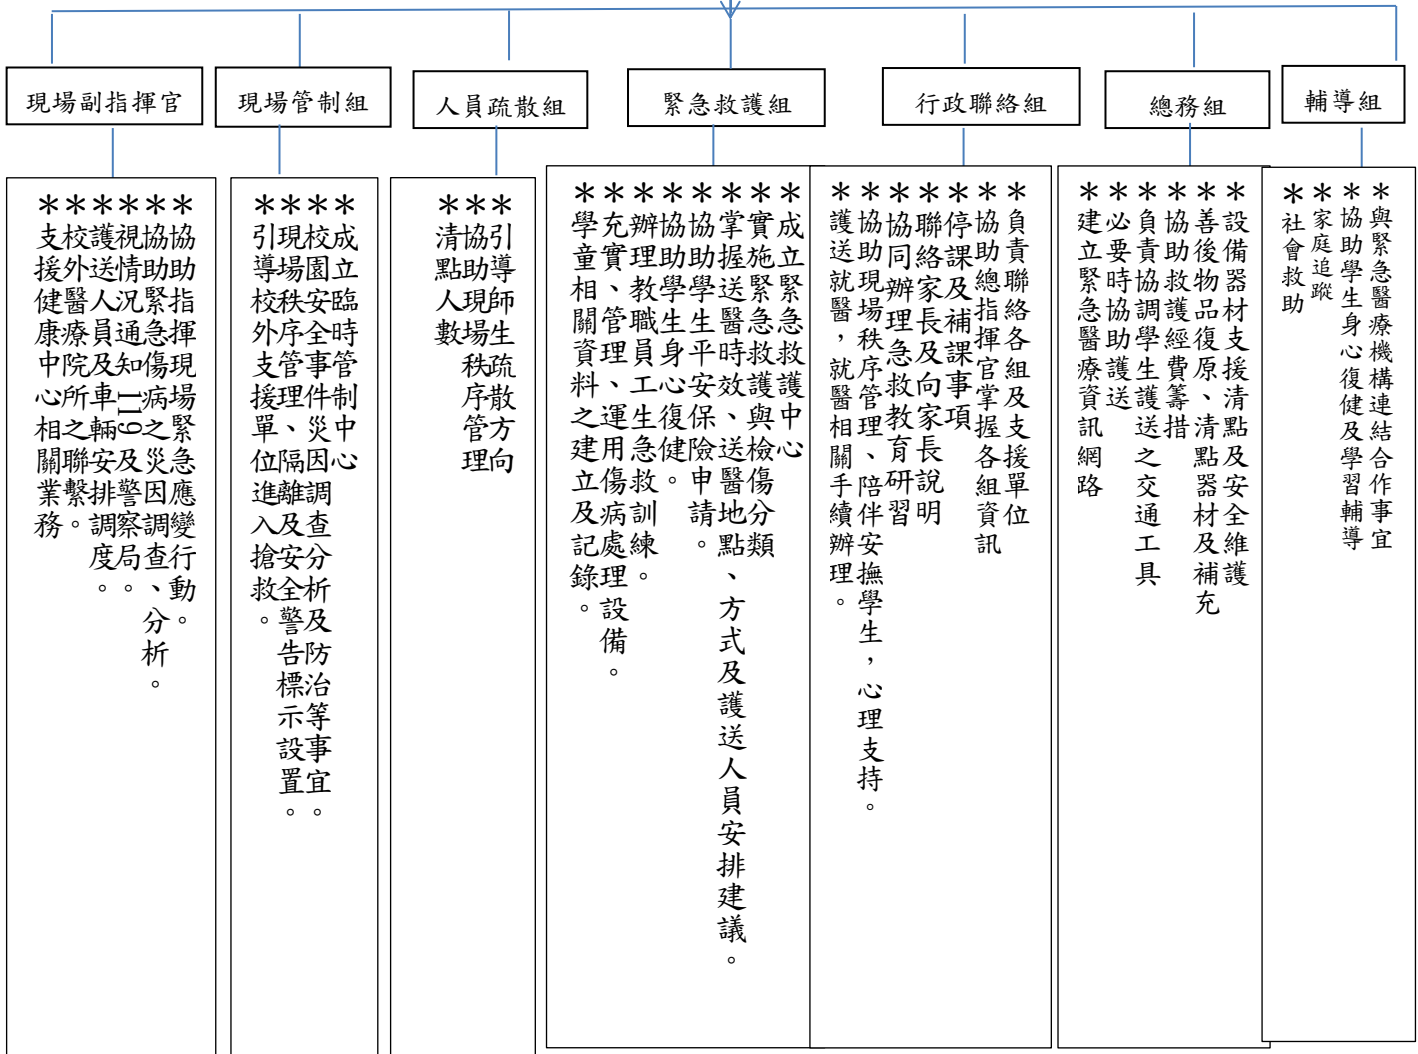 現場副指揮官
現場管制組
人員疏散組
緊急救護組
行政聯絡組
總務組
輔導組
*協助指揮現場緊急應變行動。
*協助緊急傷病之災因調查、分析。
*視情況通知 119 及警察局。
*護送人員及車輛安排調度。
*校外醫療院所之聯繫。
*支援健康中心相關業務
*成立臨時管制中心
*校園安全事件災因調查分析及防治等事宜。
*現場秩序管理、隔離及安全警告標示設置。
*引導校外支援單位進入搶救。
*引導師生疏散方向
*協助現場秩序管理
*清點人數
*成立緊急救護中心
*實施緊急救護與檢傷分類
*掌握送醫時效、送醫地點、方式及護送人員安排建議。
*協助學生平安保險申請。
*協助學生身心復健。
*辦理教職員工生急救訓練。
*充實、管理、運用傷病處理設備。
*學童相關資料之建立及記錄。
*負責聯絡各組及支援單位
*協助總指揮官掌握各組資訊
*停課及補課事項
*聯絡家長及向家長說明
*協同辦理急救教育研習
*協助現場秩序管理、陪伴安撫學生，心理支持。
*護送就醫，就醫相關手續辦理。
*設備器材支援清點及安全維護
*善後物品復原、清點器材及補充
*協助救護經費籌措
*負責協調學生護送之交通工具
*必要時協助護送
*建立緊急醫療資訊網路
*與緊急醫療機構連結合作事宜
*協助學生身心復健及學習輔導
*家庭追蹤
*社會救助